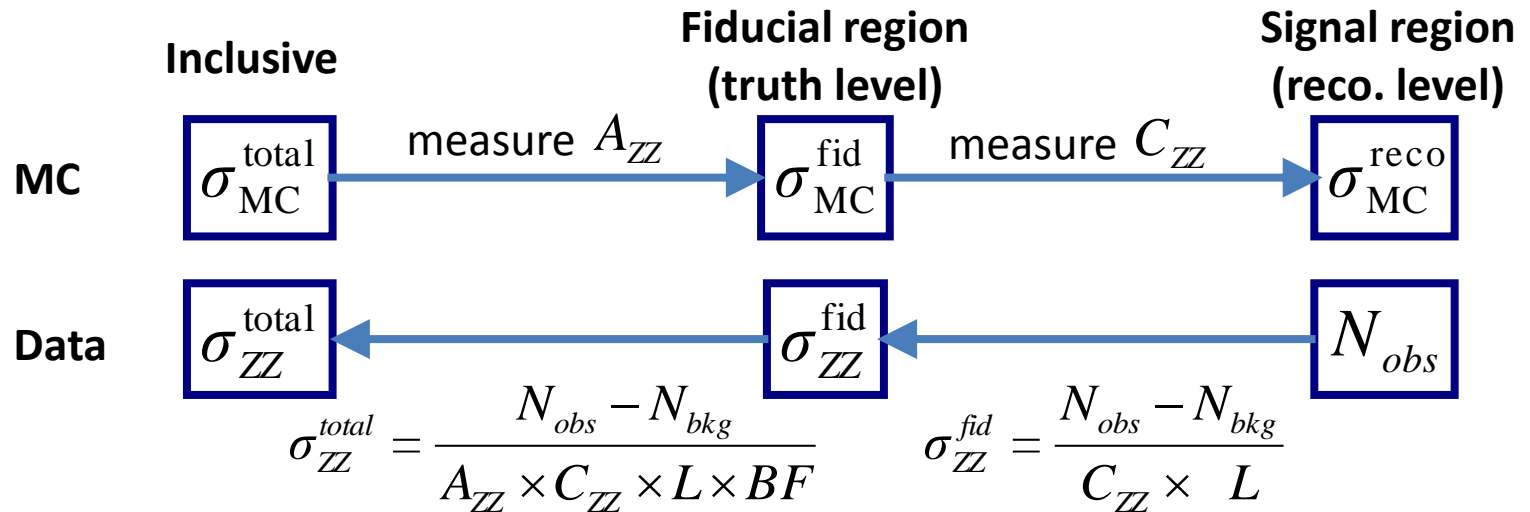 Inclusive
Fiducial region
(truth level)
Signal region
(reco. level)
MC
σ_MC^total
measure A_ZZ
σ_MC^fid
measure C_ZZ
σ_MC^reco
Data
σ_ZZ^total
σ_ZZ^fid
N_obs
σ_ZZ^total = (N_obs − N_bkg) / (A_ZZ × C_ZZ × L × BF)
σ_ZZ^fid = (N_obs − N_bkg) / (C_ZZ × L)